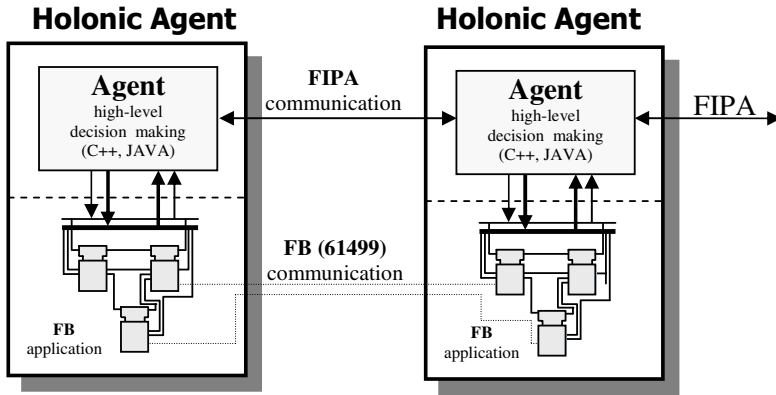 Holonic Agent
Agent
high-level
decision making
(C++, JAVA)
FB
application
FIPA
communication
FB (61499)
communication
Holonic Agent
Agent
high-level
decision making
(C++, JAVA)
FB
application
FIPA